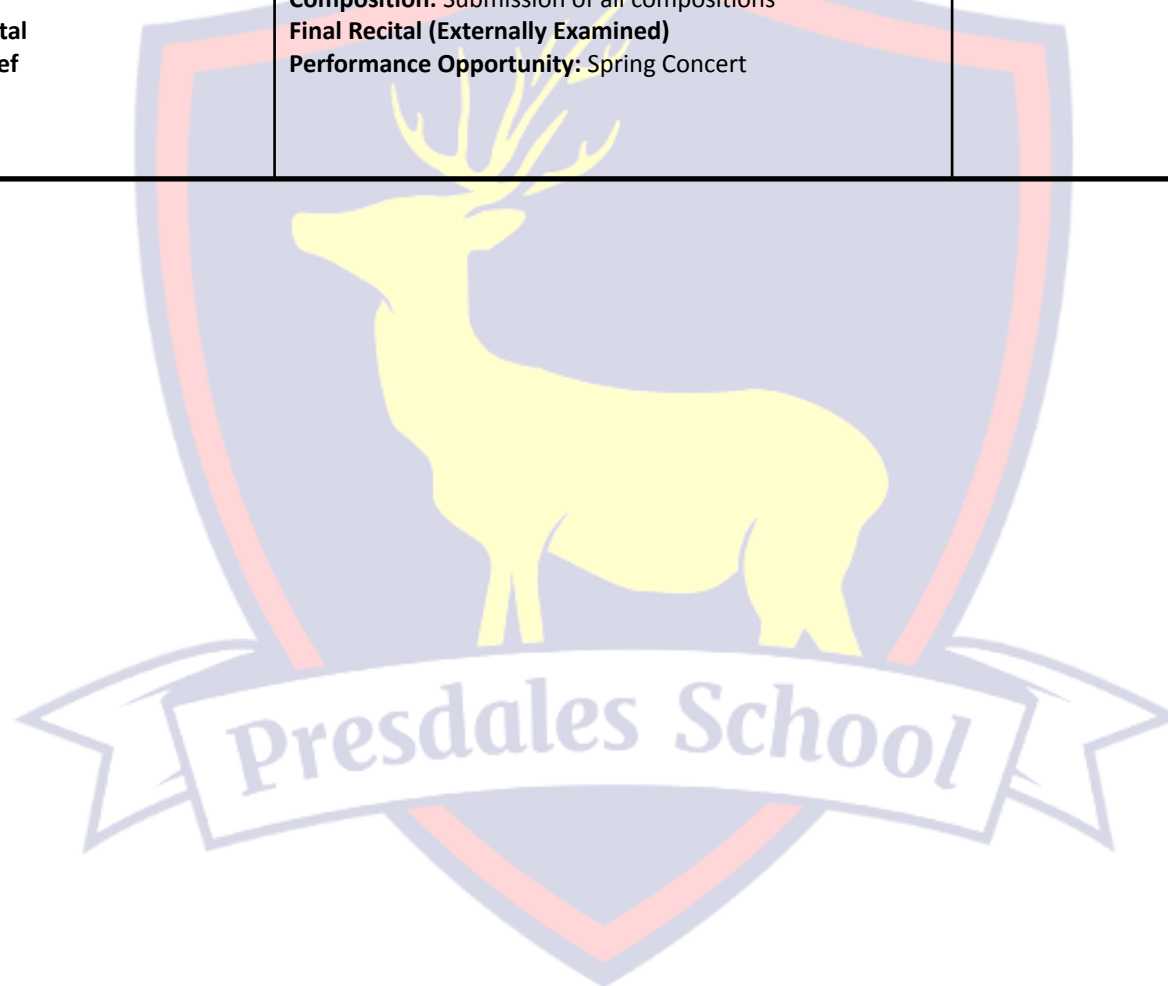 Composition: Submission of all compositions
tal
Final Recital (Externally Examined)
ef
Performance Opportunity: Spring Concert
Presdales School